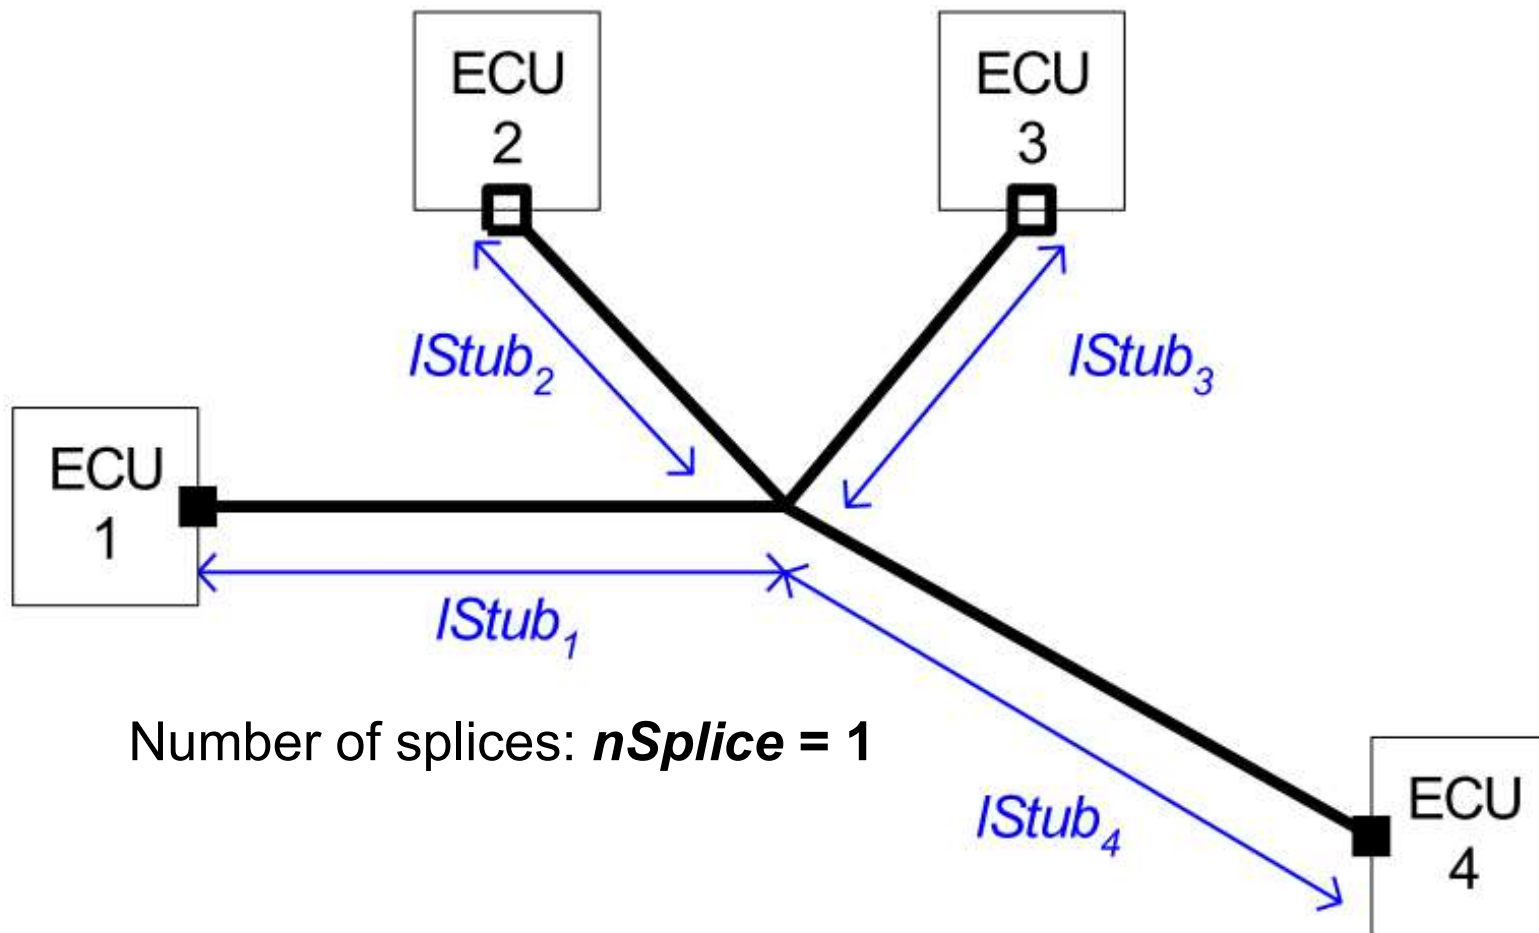 ECU
2
ECU
3
lStub2
lStub3
ECU
1
lStub1
Number of splices: nSplice = 1
lStub4
ECU
4